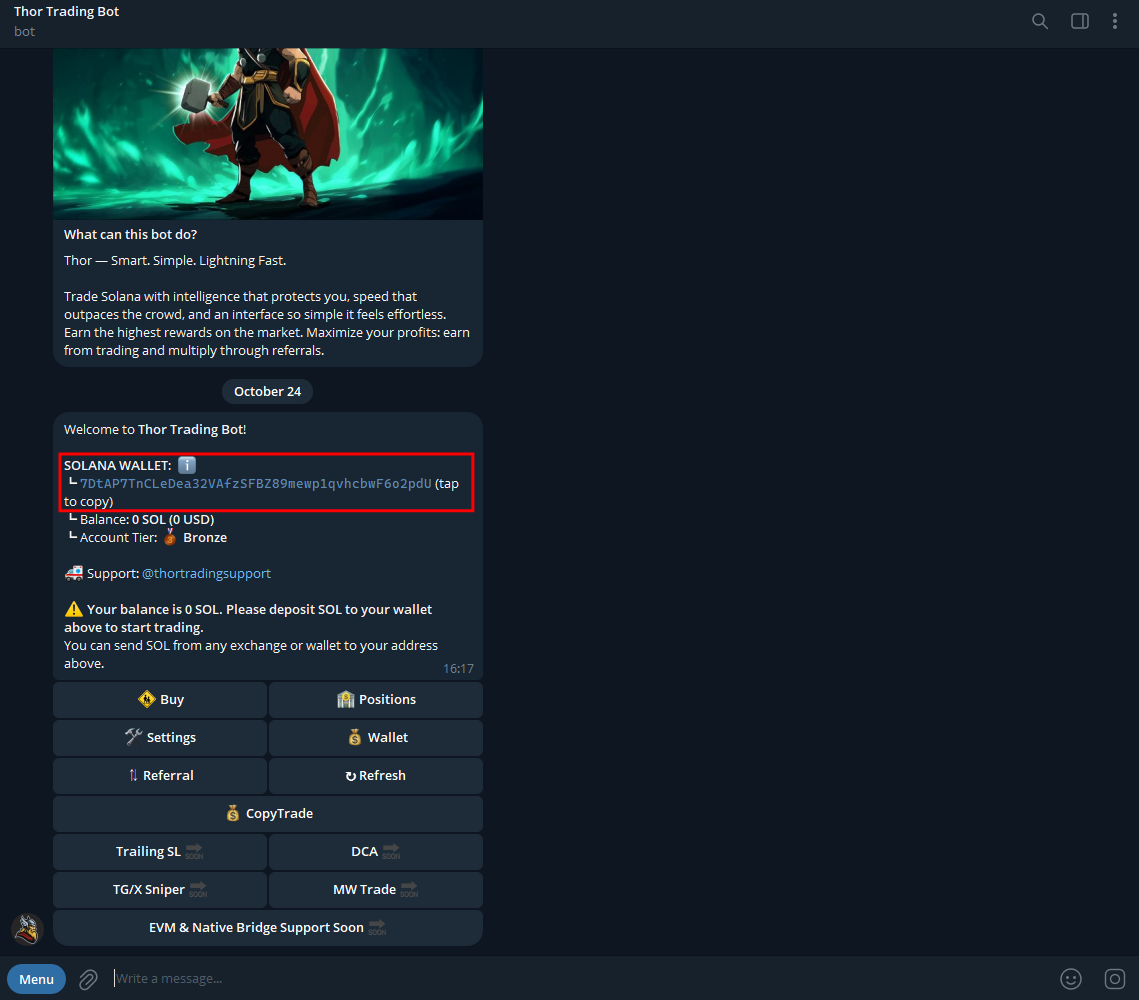 Thor Trading Bot
bot
What can this bot do?
Thor — Smart. Simple. Lightning Fast.
Trade Solana with intelligence that protects you, speed that
outpaces the crowd, and an interface so simple it feels effortless.
Earn the highest rewards on the market. Maximize your profits: earn
from trading and multiply through referrals.
October 24
Welcome to Thor Trading Bot!
SOLANA WALLET: ℹ️
┗ 7DtAP7TnCLeDea32VAfzSFBZ89mewp1qvhcbwF6o2pdU (tap
to copy)
┗ Balance: 0 SOL (0 USD)
┗ Account Tier: 🥉 Bronze
🚑 Support: @thortradingsupport
⚠️ Your balance is 0 SOL. Please deposit SOL to your wallet
above to start trading.
You can send SOL from any exchange or wallet to your address
above.
16:17
Buy
Positions
Settings
Wallet
Referral
↻ Refresh
CopyTrade
Trailing SL SOON
DCA SOON
TG/X Sniper SOON
MW Trade SOON
EVM & Native Bridge Support Soon SOON
Menu
Write a message...